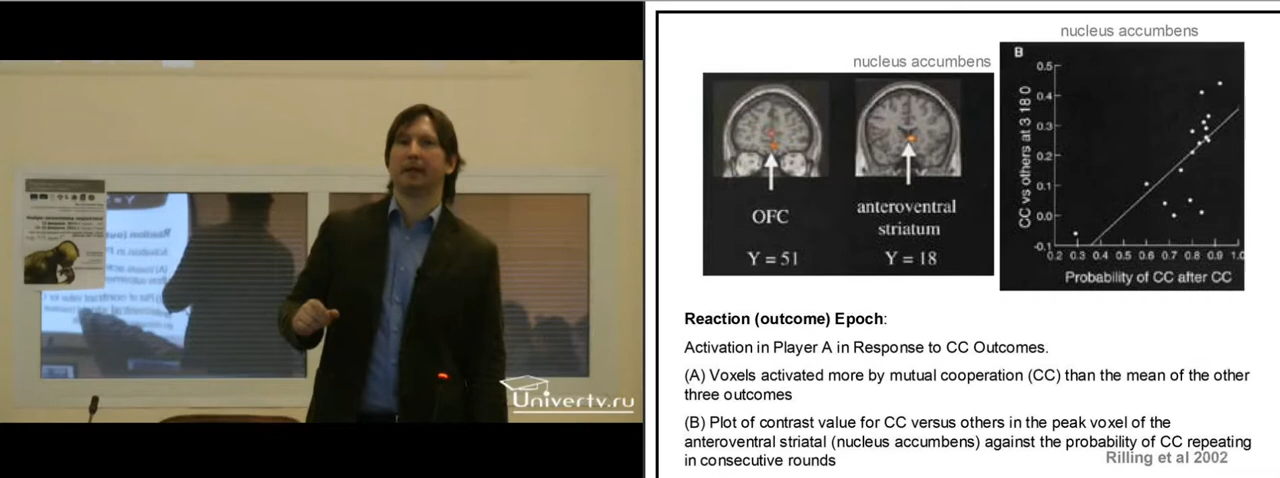 Univertv.ru
nucleus accumbens
nucleus accumbens
OFC
anteroventral
striatum
Y = 51
Y = 18
B
CC vs others at 3 18 0
0.5
0.4
0.3
0.2
0.1
0.0
-0.1
0.2 0.3 0.4 0.5 0.6 0.7 0.8 0.9 1.0
Probability of CC after CC
Reaction (outcome) Epoch:
Activation in Player A in Response to CC Outcomes.
(A) Voxels activated more by mutual cooperation (CC) than the mean of the other
three outcomes
(B) Plot of contrast value for CC versus others in the peak voxel of the
anteroventral striatal (nucleus accumbens) against the probability of CC repeating
in consecutive rounds
Rilling et al 2002